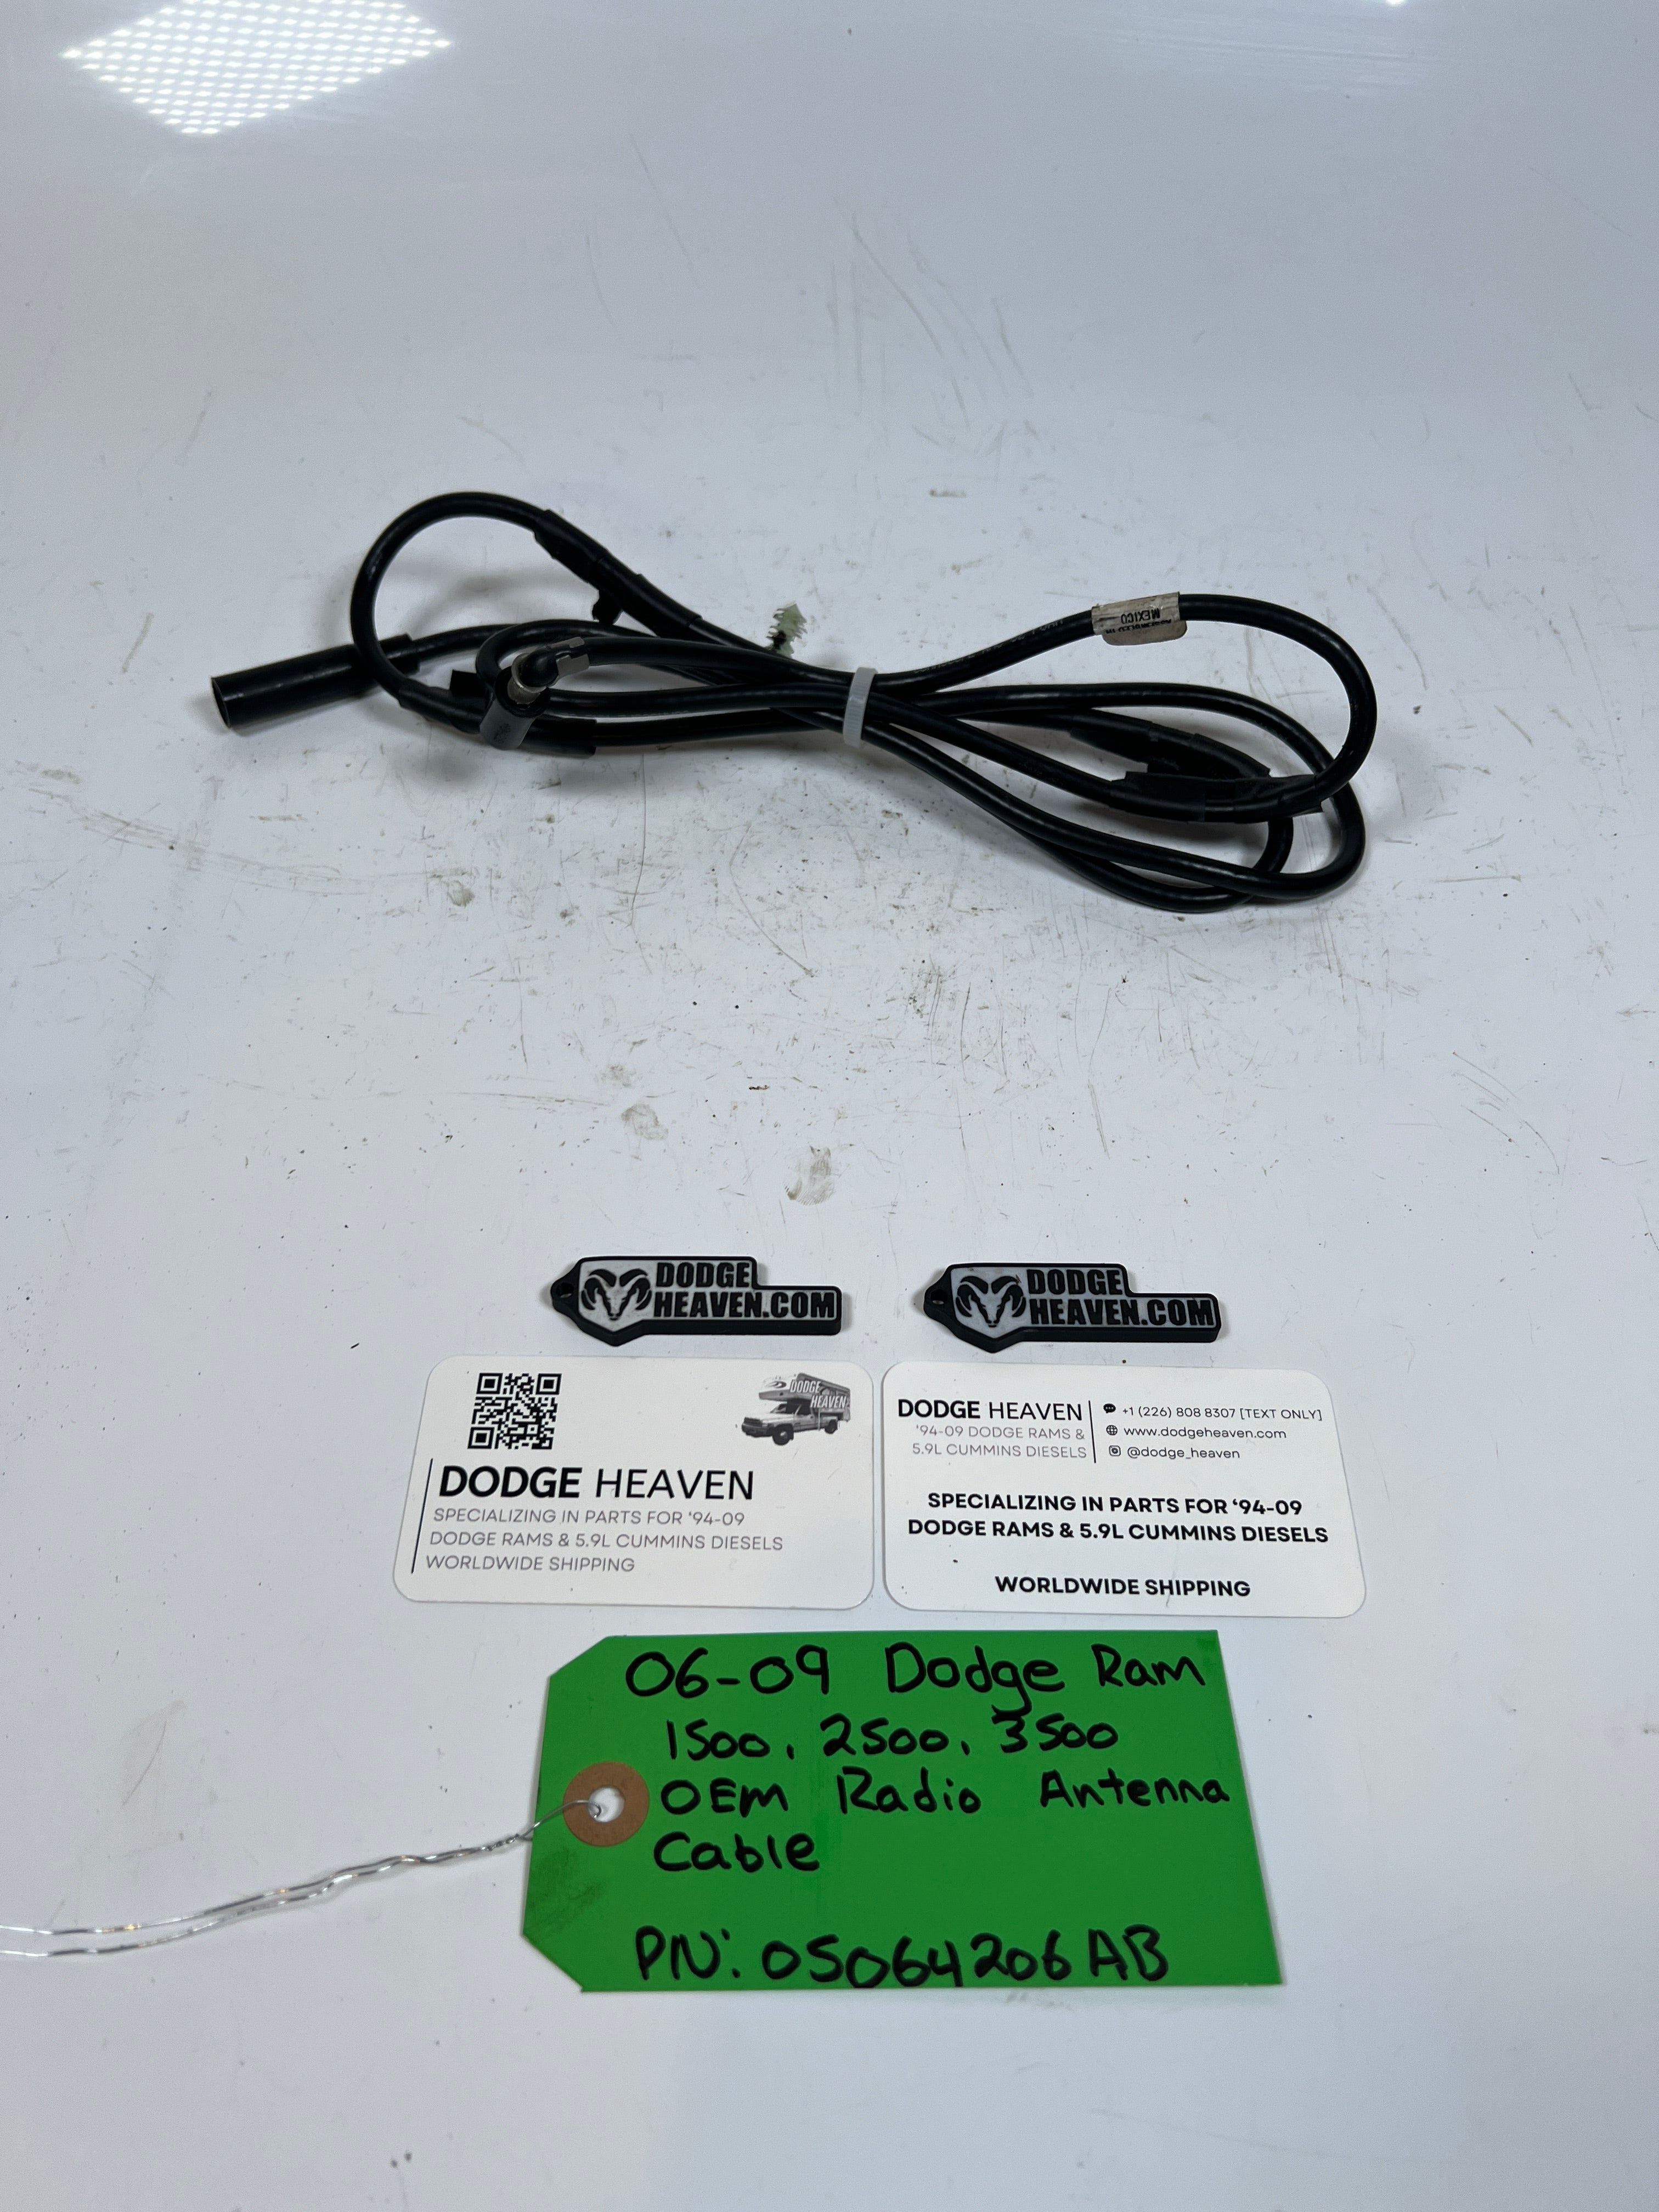 ASSEMBLED IN
MEXICO
DODGE
HEAVEN.COM
DODGE
HEAVEN.COM
DODGE
HEAVEN
DODGE HEAVEN
SPECIALIZING IN PARTS FOR ‘94-09
DODGE RAMS & 5.9L CUMMINS DIESELS
WORLDWIDE SHIPPING
DODGE HEAVEN
'94-09 DODGE RAMS &
5.9L CUMMINS DIESELS
+1 (226) 808 8307 [TEXT ONLY]
www.dodgeheaven.com
@dodge_heaven
SPECIALIZING IN PARTS FOR ‘94-09
DODGE RAMS & 5.9L CUMMINS DIESELS
WORLDWIDE SHIPPING
06-09 Dodge Ram
1500, 2500, 3500
OEM Radio Antenna
Cable
PN: 05064206AB